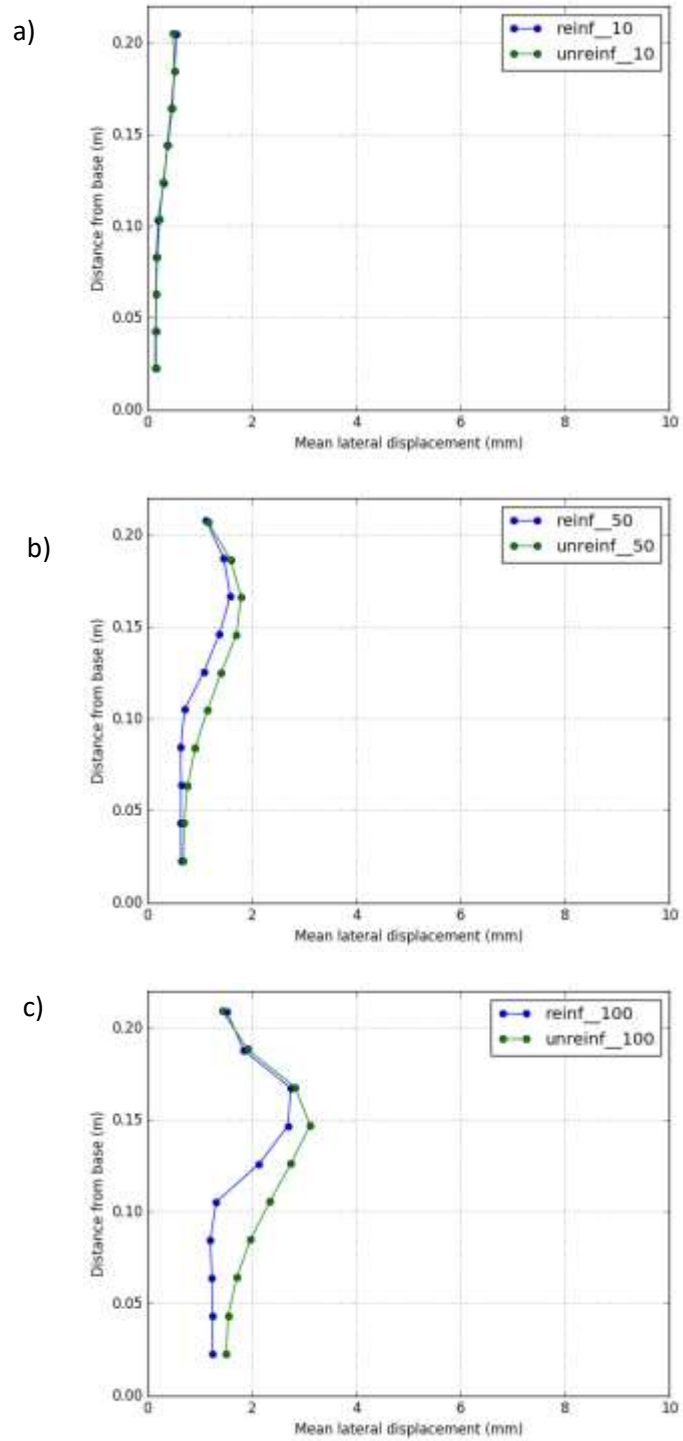 a)
reinf__10
unreinf__10
0.20
0.15
0.10
0.05
0.00
Distance from base (m)
0 2 4 6 8 10
Mean lateral displacement (mm)
b)
reinf__50
unreinf__50
0.20
0.15
0.10
0.05
0.00
Distance from base (m)
0 2 4 6 8 10
Mean lateral displacement (mm)
c)
reinf__100
unreinf__100
0.20
0.15
0.10
0.05
0.00
Distance from base (m)
0 2 4 6 8 10
Mean lateral displacement (mm)